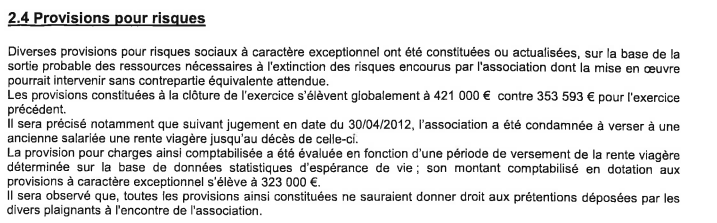 2.4 Provisions pour risques
Diverses provisions pour risques sociaux à caractère exceptionnel ont été constituées ou actualisées, sur la base de la
sortie probable des ressources nécessaires à l'extinction des risques encourus par l'association dont la mise en œuvre
pourrait intervenir sans contrepartie équivalente attendue.
Les provisions constituées à la clôture de l'exercice s'élèvent globalement à 421 000 € contre 353 593 € pour l'exercice
précédent.
Il sera précisé notamment que suivant jugement en date du 30/04/2012, l'association a été condamnée à verser à une
ancienne salariée une rente viagère jusqu'au décès de celle-ci.
La provision pour charges ainsi comptabilisée a été évaluée en fonction d'une période de versement de la rente viagère
déterminée sur la base de données statistiques d'espérance de vie ; son montant comptabilisé en dotation aux
provisions à caractère exceptionnel s'élève à 323 000 €.
Il sera observé que, toutes les provisions ainsi constituées ne sauraient donner droit aux prétentions déposées par les
divers plaignants à l'encontre de l'association.